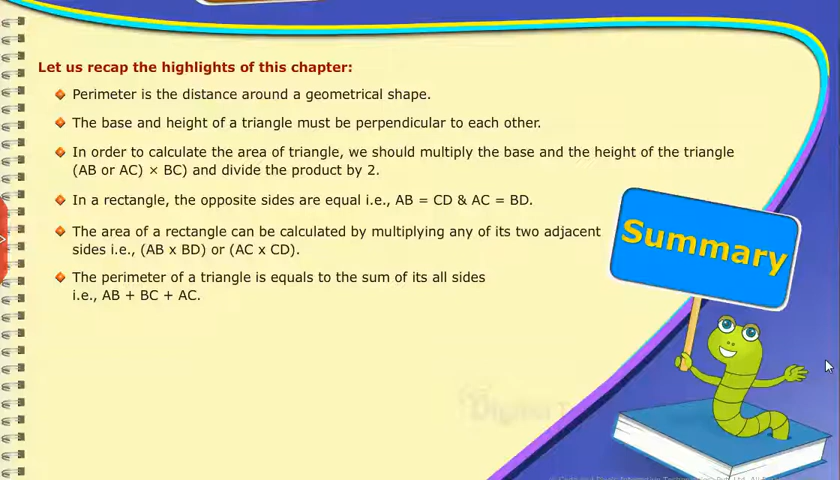 Let us recap the highlights of this chapter:
Perimeter is the distance around a geometrical shape.
The base and height of a triangle must be perpendicular to each other.
In order to calculate the area of triangle, we should multiply the base and the height of the triangle
(AB or AC) × BC) and divide the product by 2.
In a rectangle, the opposite sides are equal i.e., AB = CD & AC = BD.
The area of a rectangle can be calculated by multiplying any of its two adjacent
sides i.e., (AB x BD) or (AC x CD).
The perimeter of a triangle is equals to the sum of its all sides
i.e., AB + BC + AC.
Summary